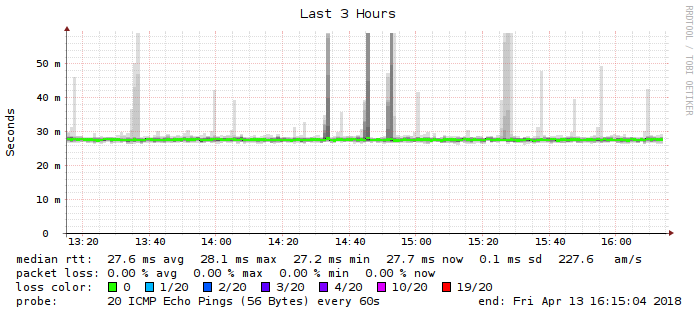 Last 3 Hours
RRDTOOL / TOBI OETIKER
Seconds
50 m
40 m
30 m
20 m
10 m
0
13:20 13:40 14:00 14:20 14:40 15:00 15:20 15:40 16:00
median rtt: 27.6 ms avg 28.1 ms max 27.2 ms min 27.7 ms now 0.1 ms sd 227.6 am/s
packet loss: 0.00 % avg 0.00 % max 0.00 % min 0.00 % now
loss color: 0 1/20 2/20 3/20 4/20 10/20 19/20
probe: 20 ICMP Echo Pings (56 Bytes) every 60s end: Fri Apr 13 16:15:04 2018